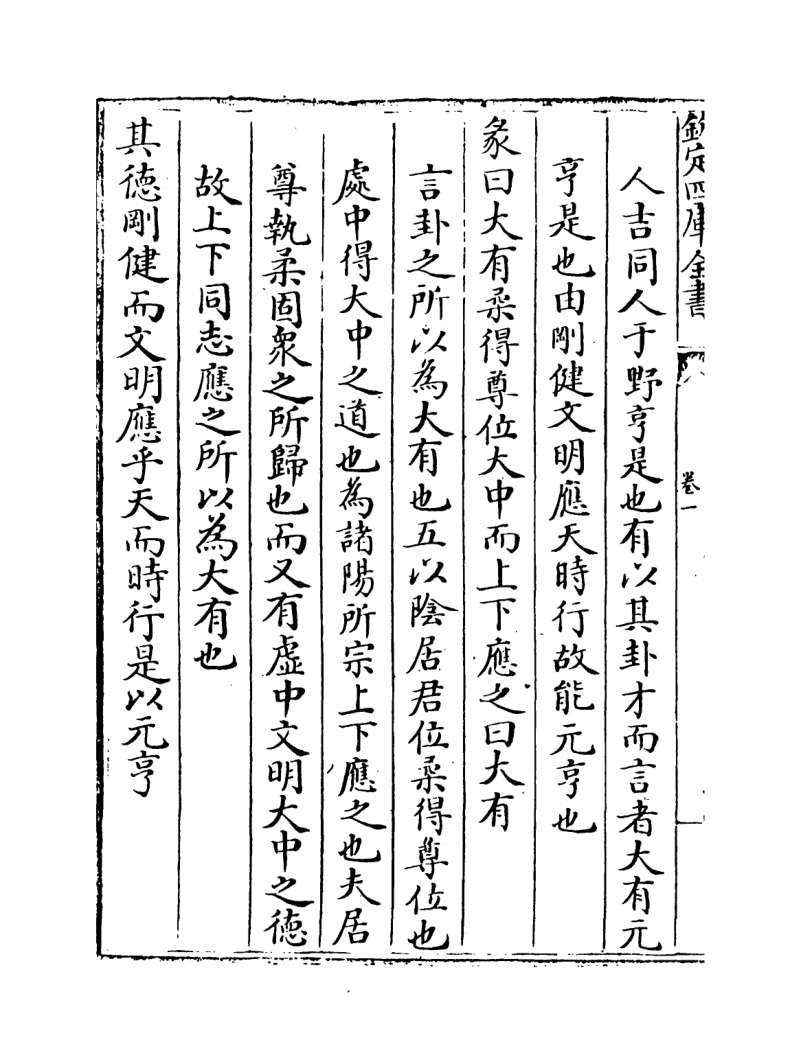 欽定四庫全書
卷一
人吉同人于野亨是也有以其卦才而言者大有元
亨是也由剛健文明應天時行故能元亨也
彖曰大有柔得尊位大中而上下應之曰大有
言卦之所以為大有也五以陰居君位柔得尊位也
處中得大中之道也為諸陽所宗上下應之也夫居
尊執柔固衆之所歸也而又有虛中文明大中之德
故上下同志應之所以為大有也
其德剛健而文明應乎天而時行是以元亨